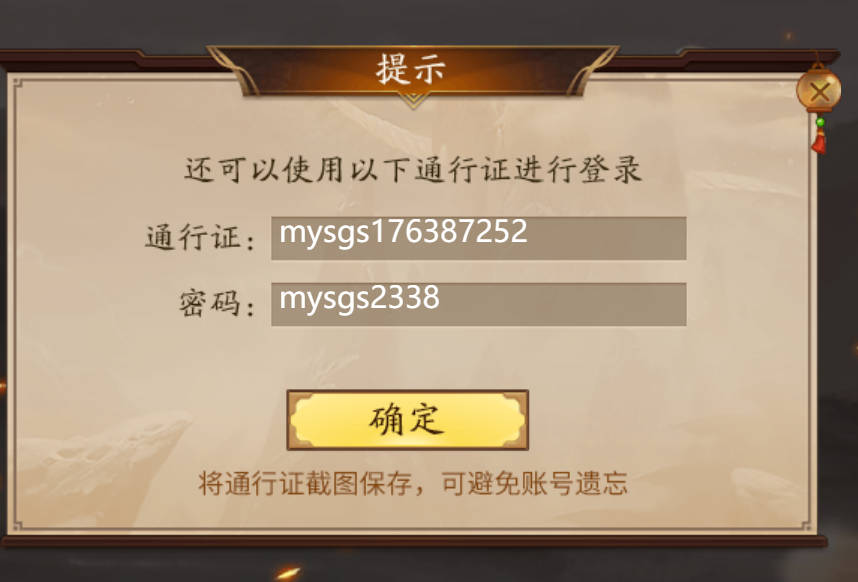 提示
还可以使用以下通行证进行登录
通行证：mysgs176387252
密码：mysgs2338
确定
将通行证截图保存，可避免账号遗忘